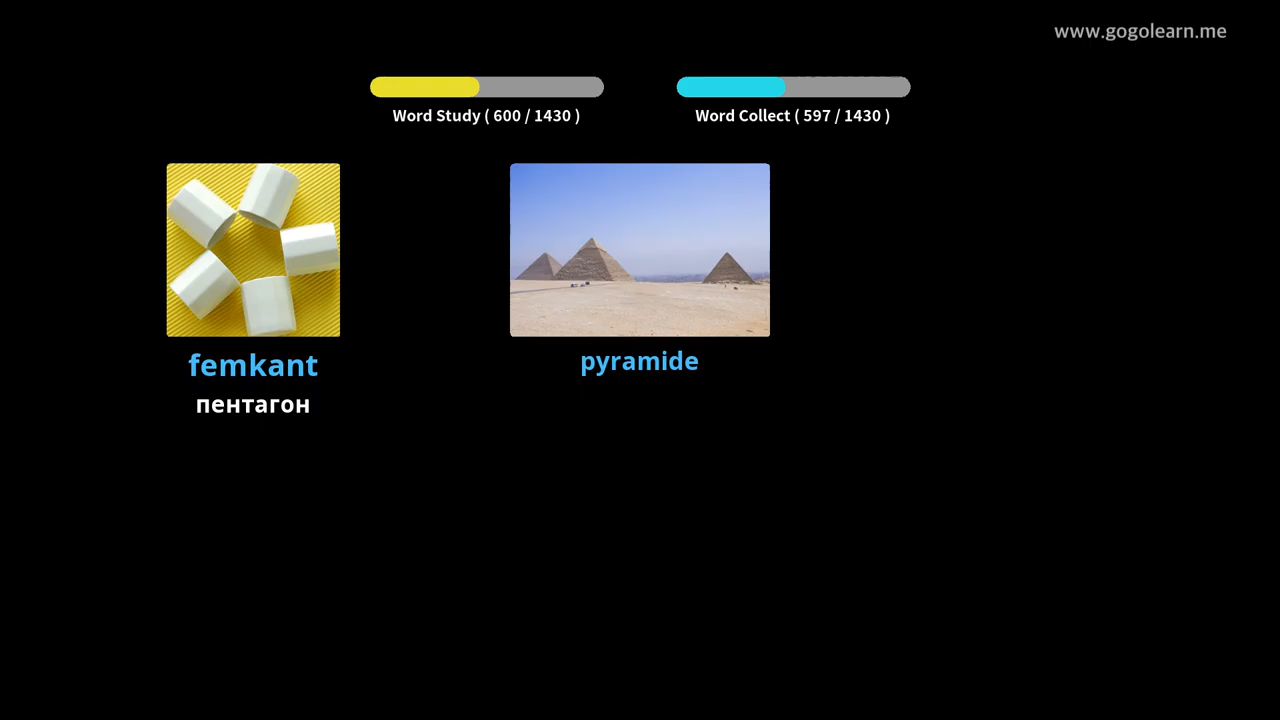 www.gogolearn.me
Word Study ( 600 / 1430 )
Word Collect ( 597 / 1430 )
femkant
пентагон
pyramide